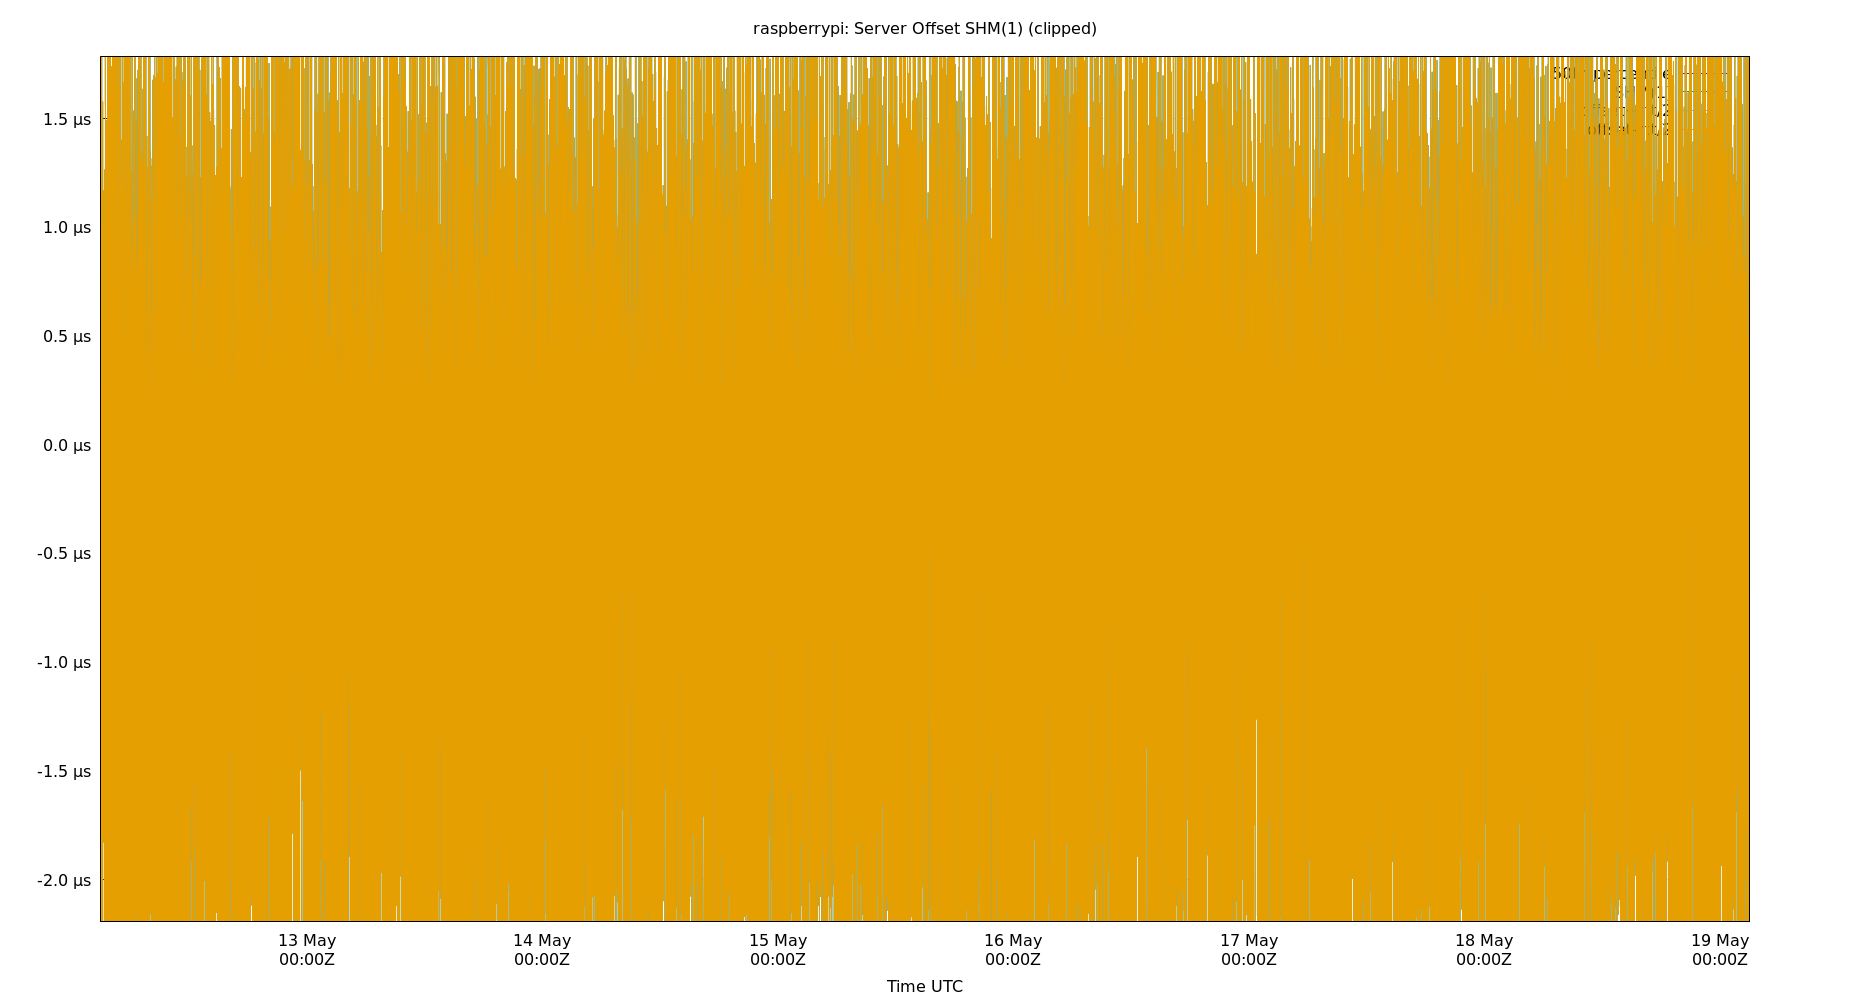 raspberrypi: Server Offset SHM(1) (clipped)
1.5 µs
1.0 µs
0.5 µs
0.0 µs
-0.5 µs
-1.0 µs
-1.5 µs
-2.0 µs
13 May 14 May 15 May 16 May 17 May 18 May 19 May
00:00Z 00:00Z 00:00Z 00:00Z 00:00Z 00:00Z 00:00Z
Time UTC